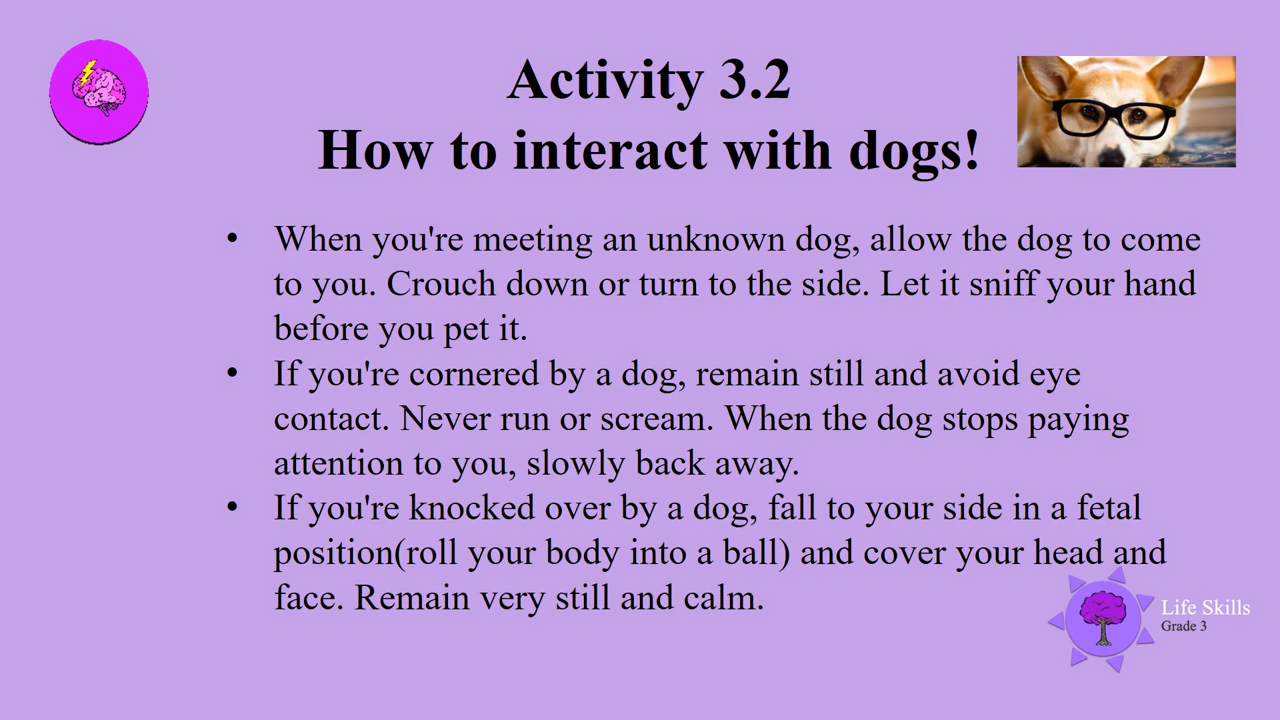 Activity 3.2
How to interact with dogs!
• When you're meeting an unknown dog, allow the dog to come
to you. Crouch down or turn to the side. Let it sniff your hand
before you pet it.
• If you're cornered by a dog, remain still and avoid eye
contact. Never run or scream. When the dog stops paying
attention to you, slowly back away.
• If you're knocked over by a dog, fall to your side in a fetal
position(roll your body into a ball) and cover your head and
face. Remain very still and calm.
Life Skills
Grade 3